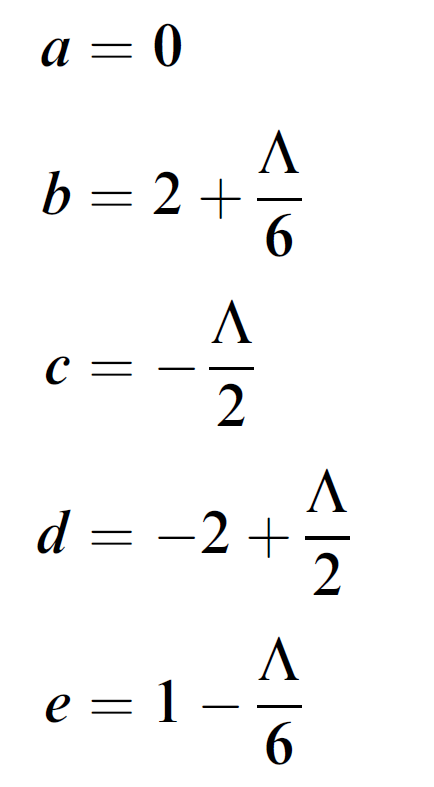 a = 0
b = 2 + Λ/6
c = −Λ/2
d = −2 + Λ/2
e = 1 − Λ/6